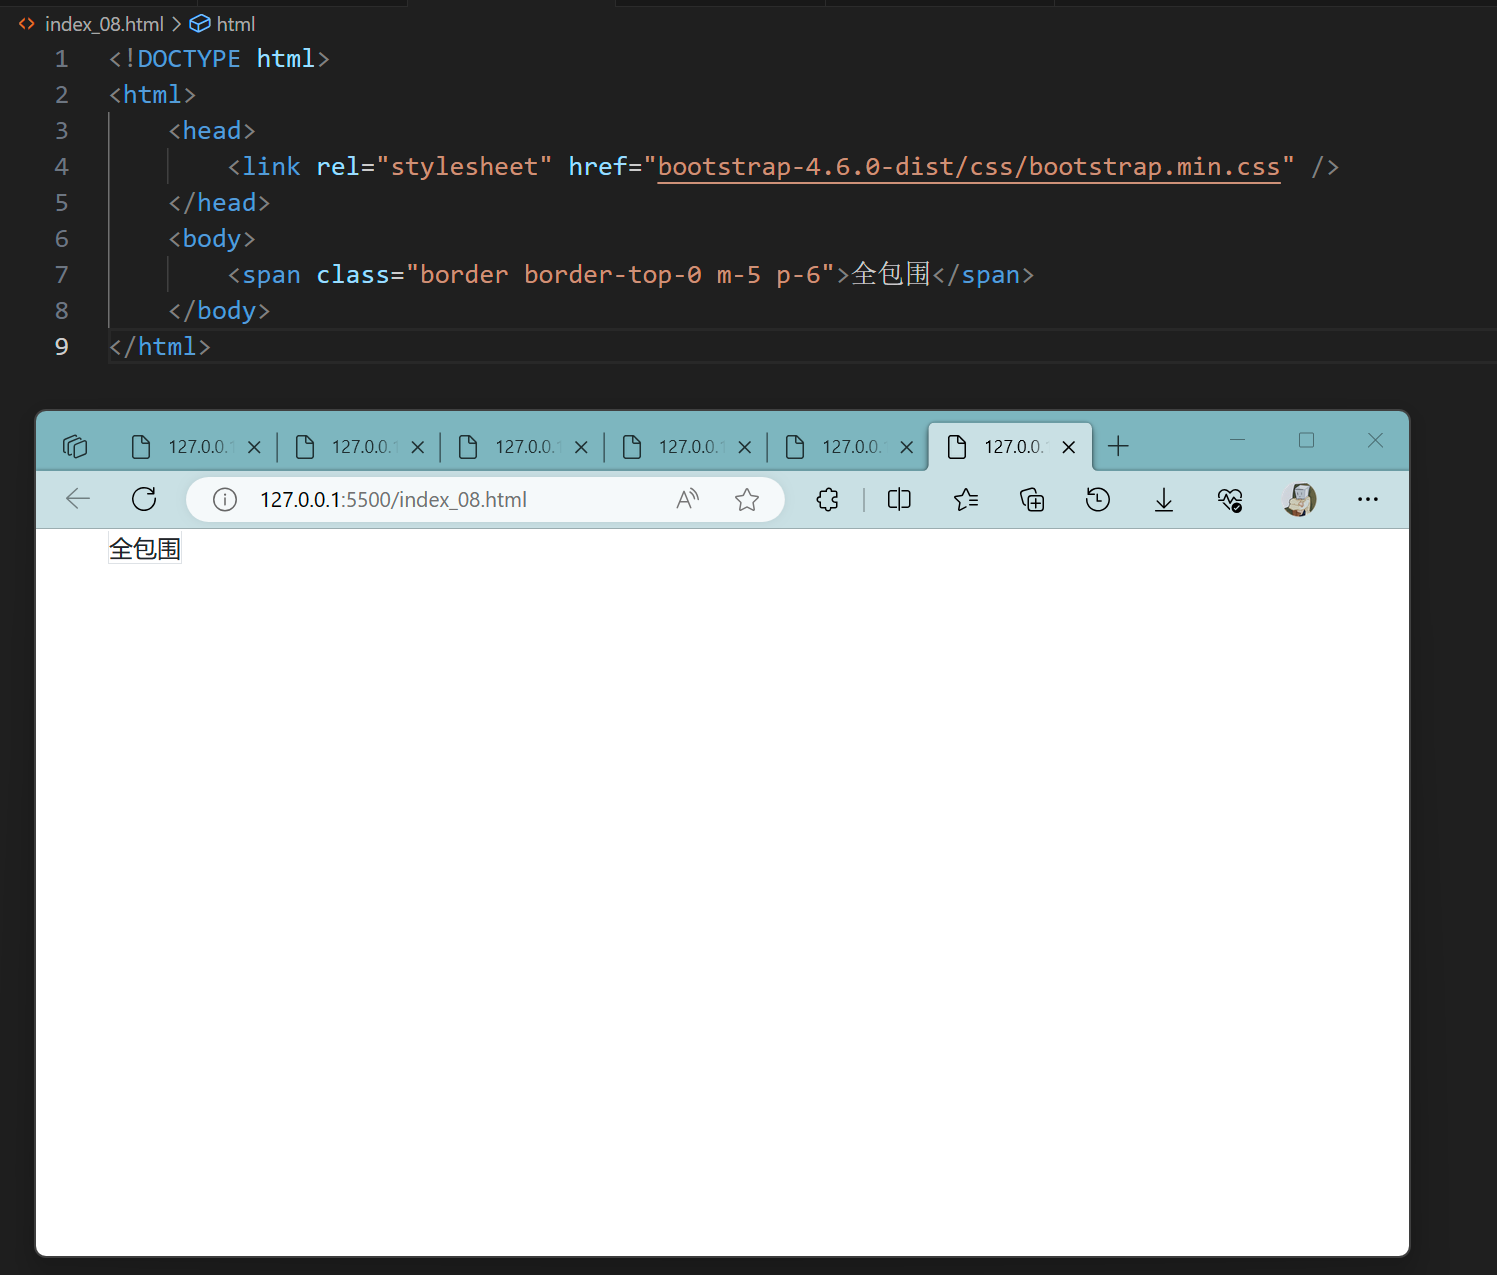 index_08.html > html
1 <!DOCTYPE html>
2 <html>
3 <head>
4 <link rel="stylesheet" href="bootstrap-4.6.0-dist/css/bootstrap.min.css" />
5 </head>
6 <body>
7 <span class="border border-top-0 m-5 p-6">全包围</span>
8 </body>
9 </html>
127.0.0.1 127.0.0. 127.0.0.1 127.0.0. 127.0.0. 127.0.0.
127.0.0.1:5500/index_08.html
全包围